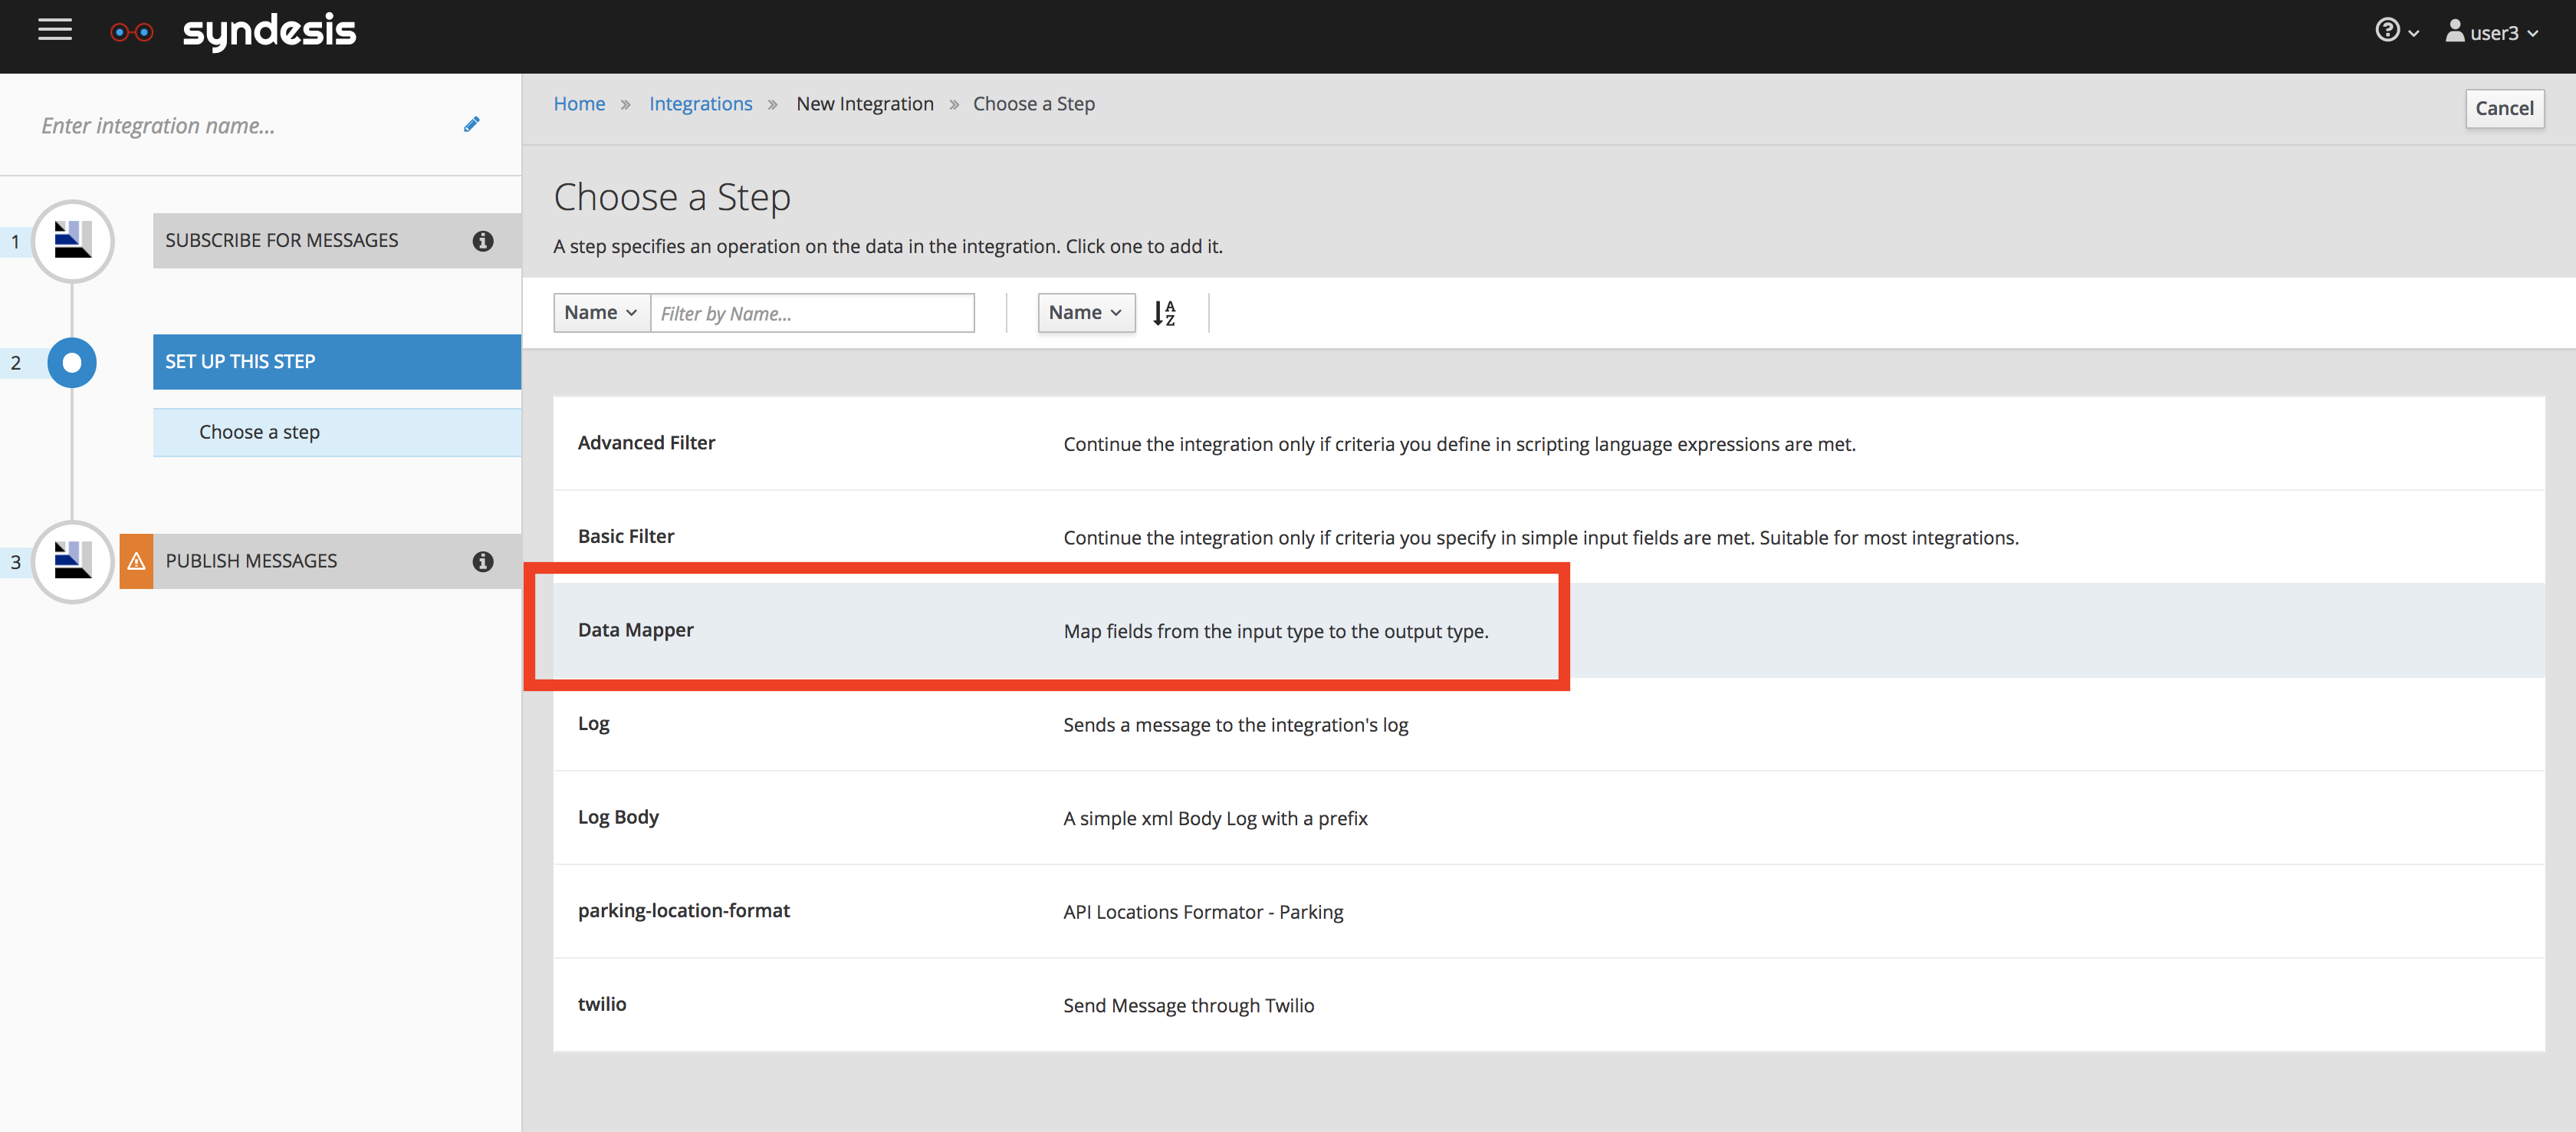 syndesis
user3
Enter integration name...
Home » Integrations » New Integration » Choose a Step
Cancel
1 SUBSCRIBE FOR MESSAGES
2 SET UP THIS STEP
Choose a step
3 PUBLISH MESSAGES
Choose a Step
A step specifies an operation on the data in the integration. Click one to add it.
Name Filter by Name... Name A Z
Advanced Filter Continue the integration only if criteria you define in scripting language expressions are met.
Basic Filter Continue the integration only if criteria you specify in simple input fields are met. Suitable for most integrations.
Data Mapper Map fields from the input type to the output type.
Log Sends a message to the integration's log
Log Body A simple xml Body Log with a prefix
parking-location-format API Locations Formator - Parking
twilio Send Message through Twilio